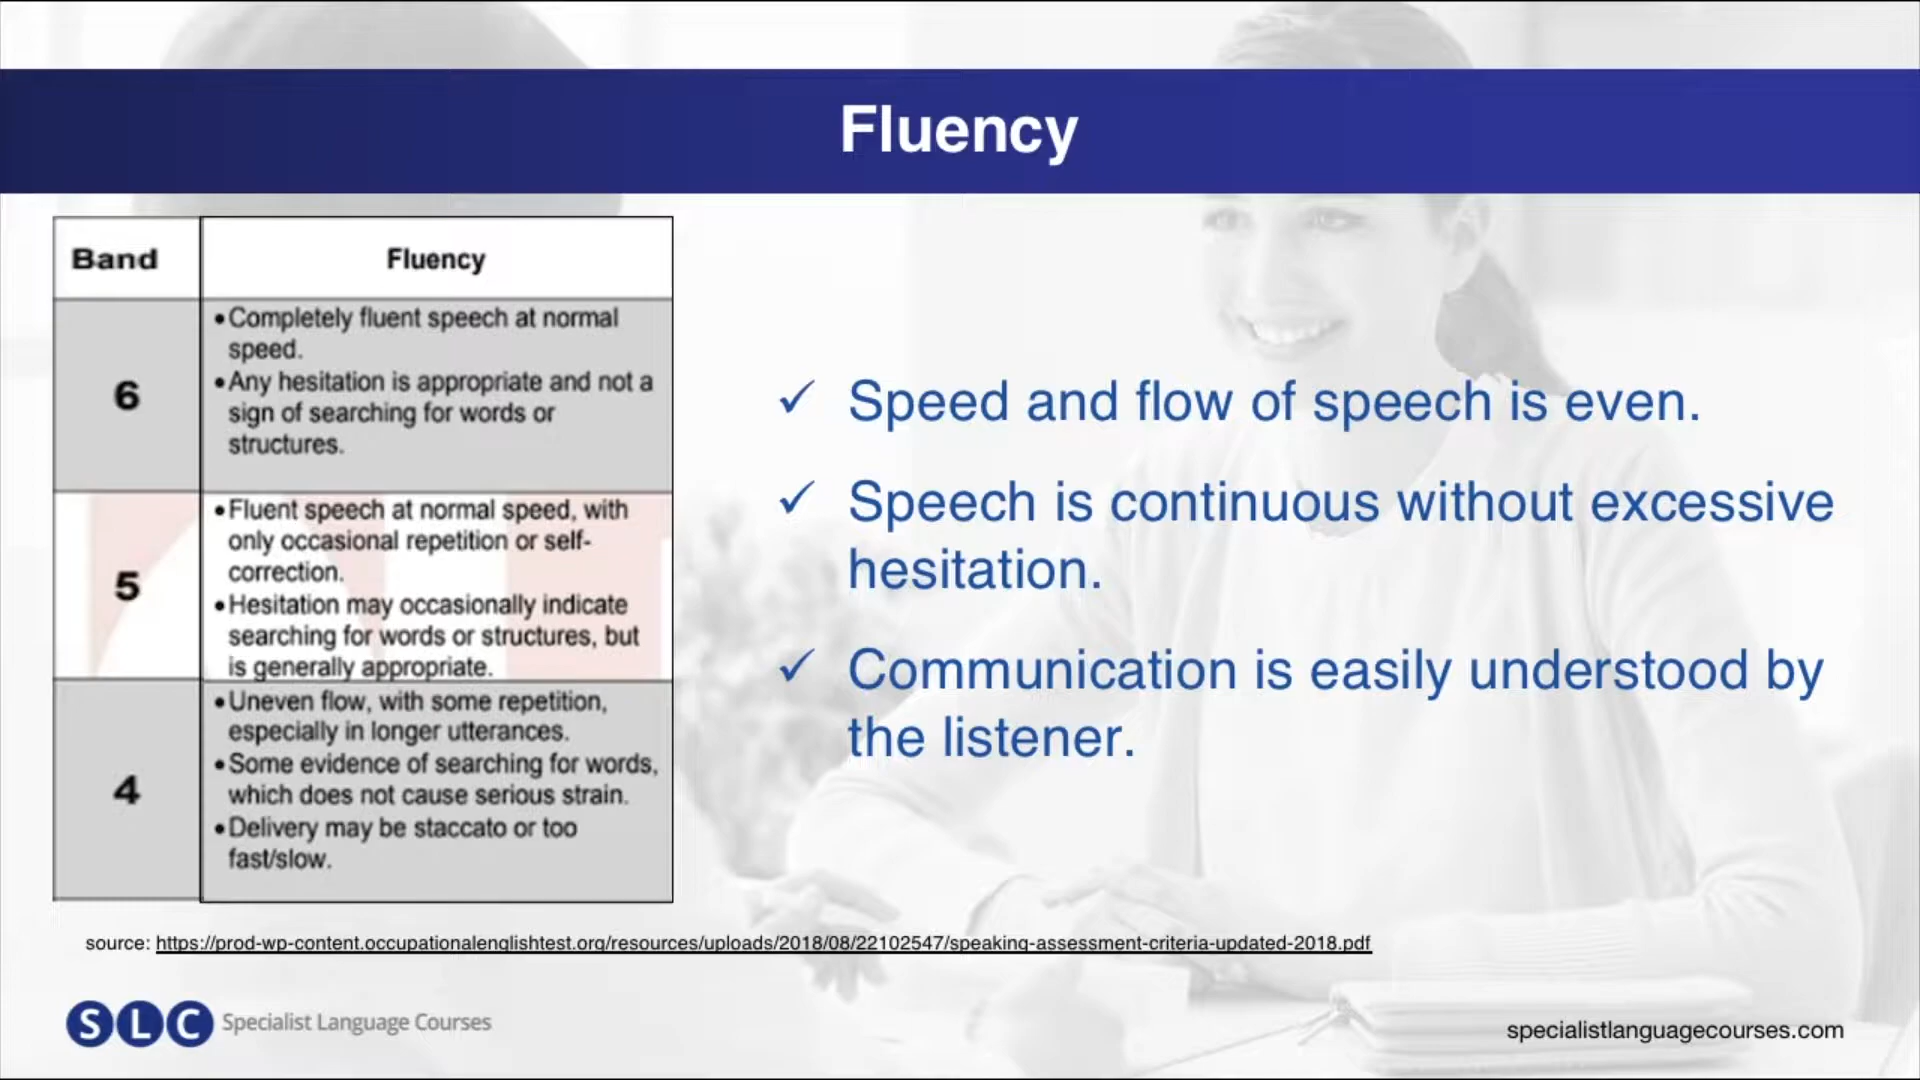 Fluency
Band
Fluency
6
•Completely fluent speech at normal
speed.
•Any hesitation is appropriate and not a
sign of searching for words or
structures.
5
•Fluent speech at normal speed, with
only occasional repetition or self-
correction.
•Hesitation may occasionally indicate
searching for words or structures, but
is generally appropriate.
4
•Uneven flow, with some repetition,
especially in longer utterances.
•Some evidence of searching for words,
which does not cause serious strain.
•Delivery may be staccato or too
fast/slow.
✓ Speed and flow of speech is even.
✓ Speech is continuous without excessive
hesitation.
✓ Communication is easily understood by
the listener.
source: https://prod-wp-content.occupationalenglishtest.org/resources/uploads/2018/08/22102547/speaking-assessment-criteria-updated-2018.pdf
SLC Specialist Language Courses
specialistlanguagecourses.com